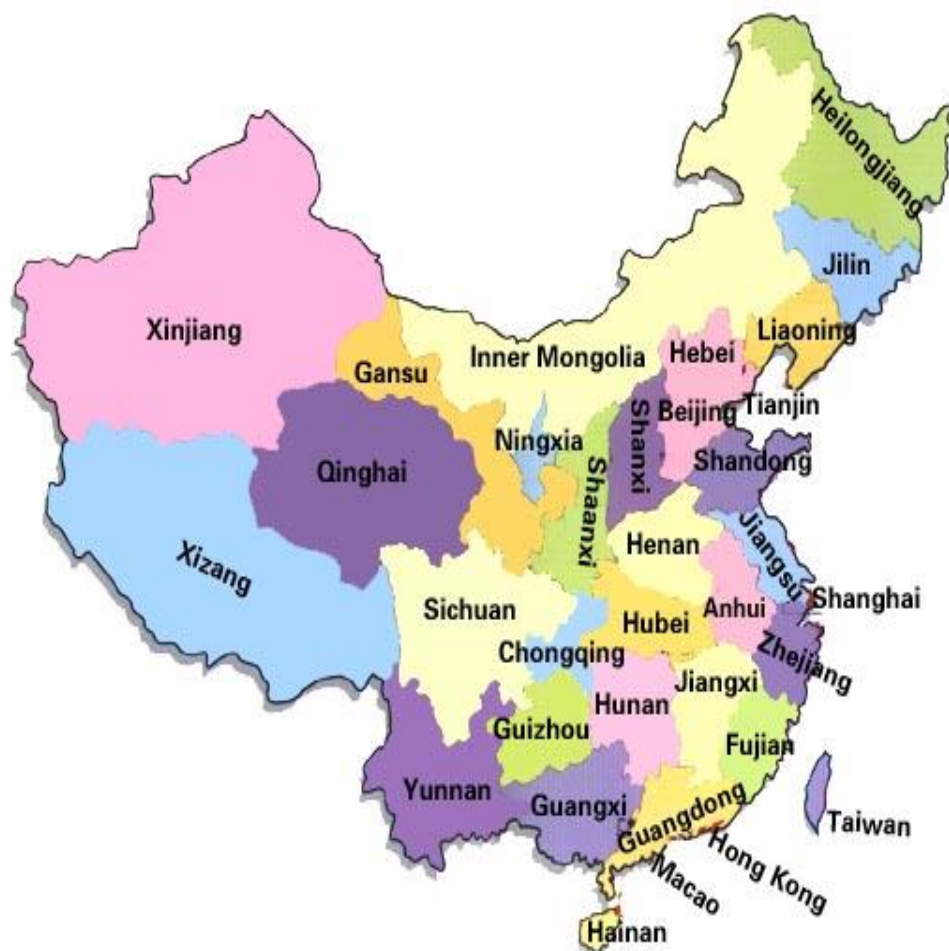 Heilongjiang
Jilin
Xinjiang
Liaoning
Inner Mongolia
Hebei
Gansu
Beijing
Tianjin
Ningxia
Shanxi
Shandong
Qinghai
Shaanxi
Henan
Jiangsu
Xizang
Sichuan
Anhui
Shanghai
Hubei
Chongqing
Zhejiang
Jiangxi
Hunan
Guizhou
Fujian
Yunnan
Guangxi
Guangdong
Taiwan
Hong Kong
Macao
Hainan